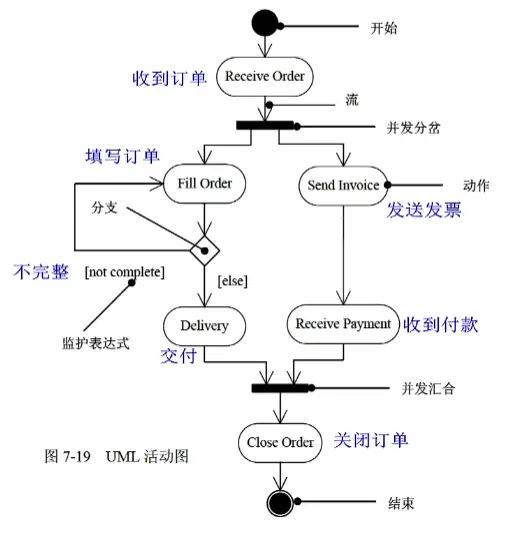 开始
收到订单
Receive Order
流
并发分岔
填写订单
Fill Order
Send Invoice
动作
分支
发送发票
不完整
[not complete]
[else]
监护表达式
Delivery
Receive Payment
收到付款
交付
并发汇合
Close Order
关闭订单
图 7-19 UML 活动图
结束